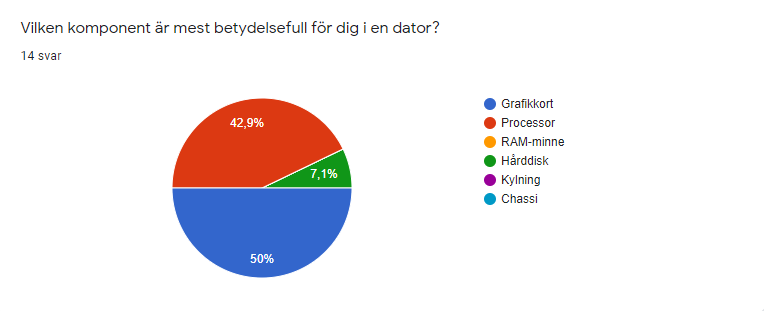 Vilken komponent är mest betydelsefull för dig i en dator?
14 svar
42,9%
7,1%
50%
Grafikkort
Processor
RAM-minne
Hårddisk
Kylning
Chassi